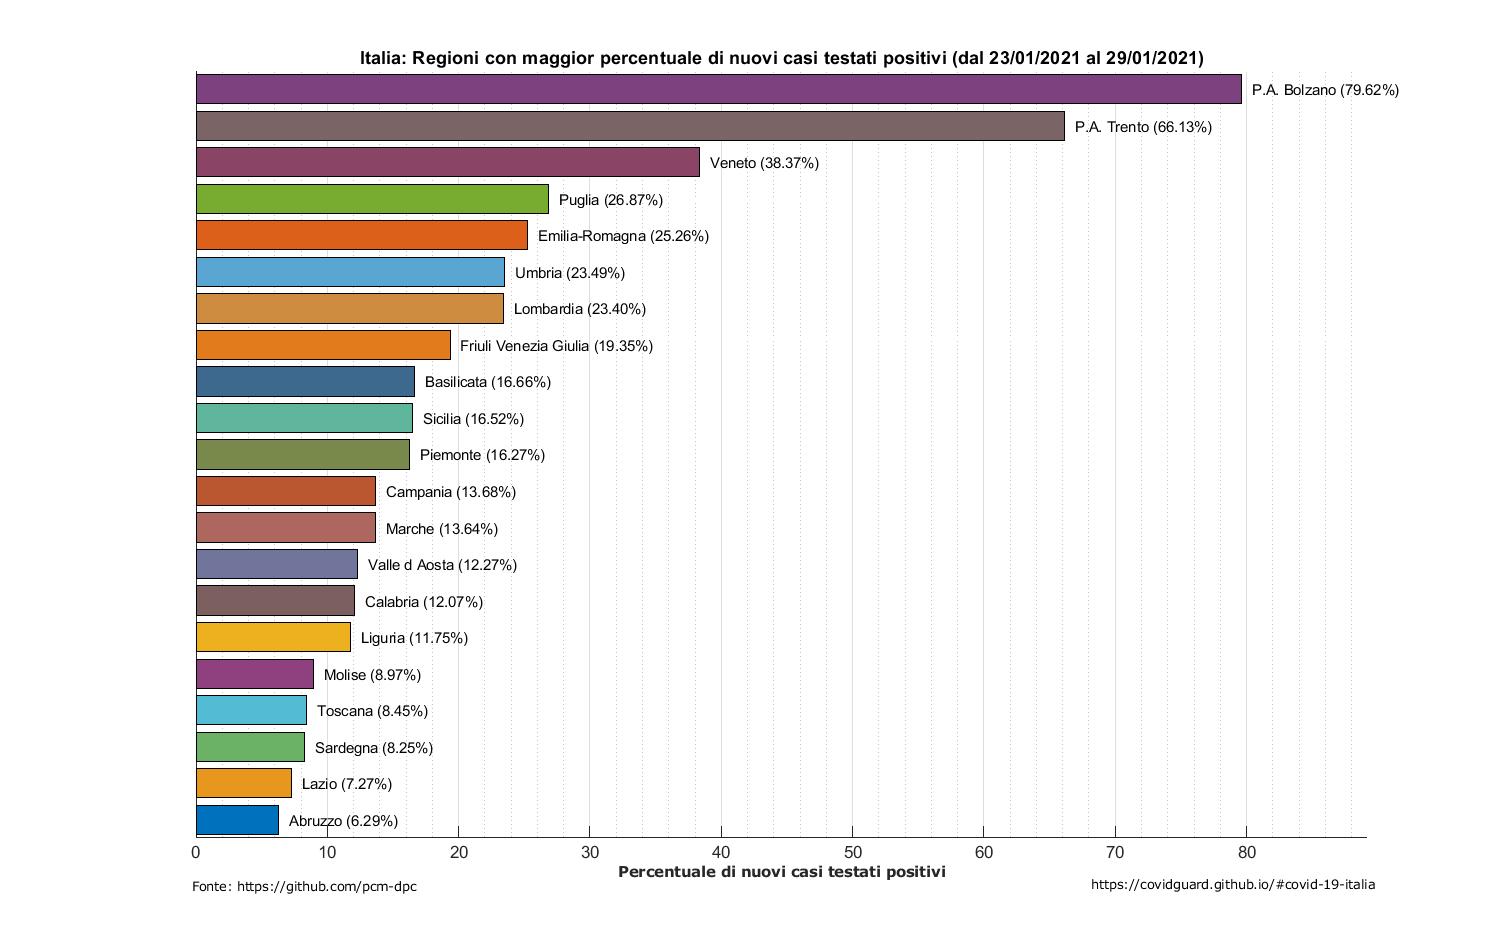 Italia: Regioni con maggior percentuale di nuovi casi testati positivi (dal 23/01/2021 al 29/01/2021)
P.A. Bolzano (79.62%)
P.A. Trento (66.13%)
Veneto (38.37%)
Puglia (26.87%)
Emilia-Romagna (25.26%)
Umbria (23.49%)
Lombardia (23.40%)
Friuli Venezia Giulia (19.35%)
Basilicata (16.66%)
Sicilia (16.52%)
Piemonte (16.27%)
Campania (13.68%)
Marche (13.64%)
Valle d Aosta (12.27%)
Calabria (12.07%)
Liguria (11.75%)
Molise (8.97%)
Toscana (8.45%)
Sardegna (8.25%)
Lazio (7.27%)
Abruzzo (6.29%)
0 10 20 30 40 50 60 70 80
Percentuale di nuovi casi testati positivi
Fonte: https://github.com/pcm-dpc
https://covidguard.github.io/#covid-19-italia